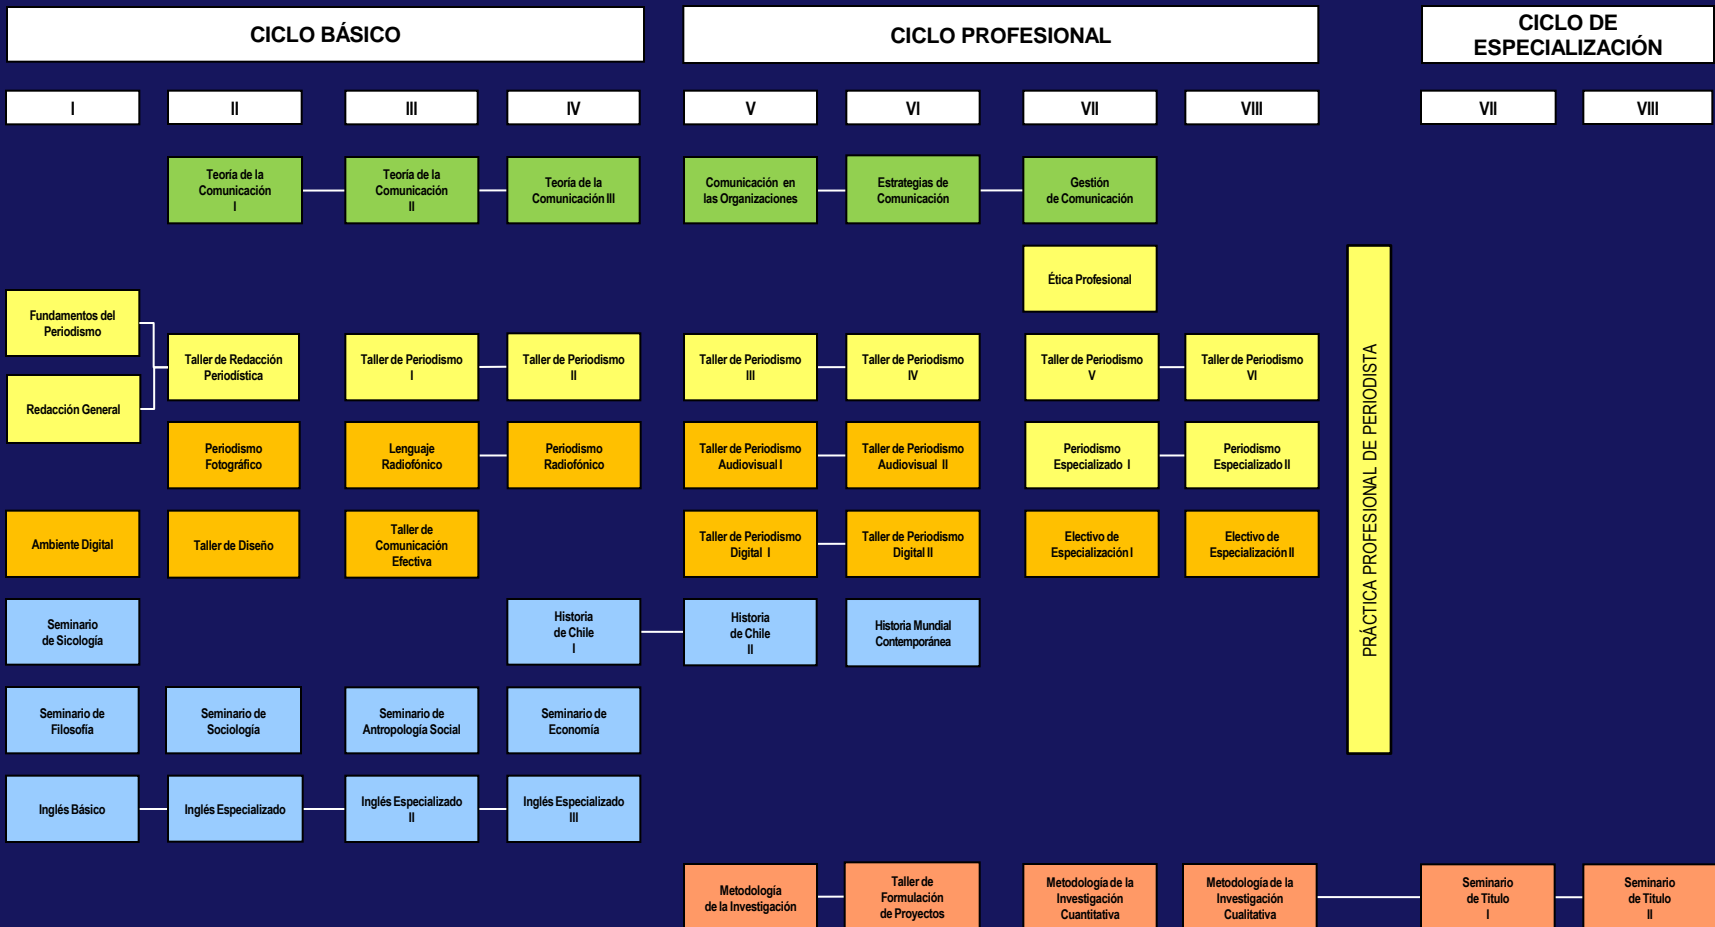 CICLO BÁSICO
CICLO PROFESIONAL
CICLO DE
ESPECIALIZACIÓN
I
II
III
IV
V
VI
VII
VIII
VII
VIII
Teoría de la
Comunicación
I
Teoría de la
Comunicación
II
Teoría de la
Comunicación III
Comunicación en
las Organizaciones
Estrategias de
Comunicación
Gestión
de Comunicación
Ética Profesional
Fundamentos del
Periodismo
Redacción General
Taller de Redacción
Periodística
Taller de Periodismo
I
Taller de Periodismo
II
Taller de Periodismo
III
Taller de Periodismo
IV
Taller de Periodismo
V
Taller de Periodismo
VI
Periodismo
Fotográfico
Lenguaje
Radiofónico
Periodismo
Radiofónico
Taller de Periodismo
Audiovisual I
Taller de Periodismo
Audiovisual II
Periodismo
Especializado I
Periodismo
Especializado II
Ambiente Digital
Taller de Diseño
Taller de
Comunicación
Efectiva
Taller de Periodismo
Digital I
Taller de Periodismo
Digital II
Electivo de
Especialización I
Electivo de
Especialización II
PRÁCTICA PROFESIONAL DE PERIODISTA
Seminario
de Sicología
Historia
de Chile
I
Historia
de Chile
II
Historia Mundial
Contemporánea
Seminario de
Filosofía
Seminario de
Sociología
Seminario de
Antropología Social
Seminario de
Economía
Inglés Básico
Inglés Especializado
Inglés Especializado
II
Inglés Especializado
III
Metodología
de la Investigación
Taller de
Formulación
de Proyectos
Metodología de la
Investigación
Cuantitativa
Metodología de la
Investigación
Cualitativa
Seminario
de Titulo
I
Seminario
de Titulo
II